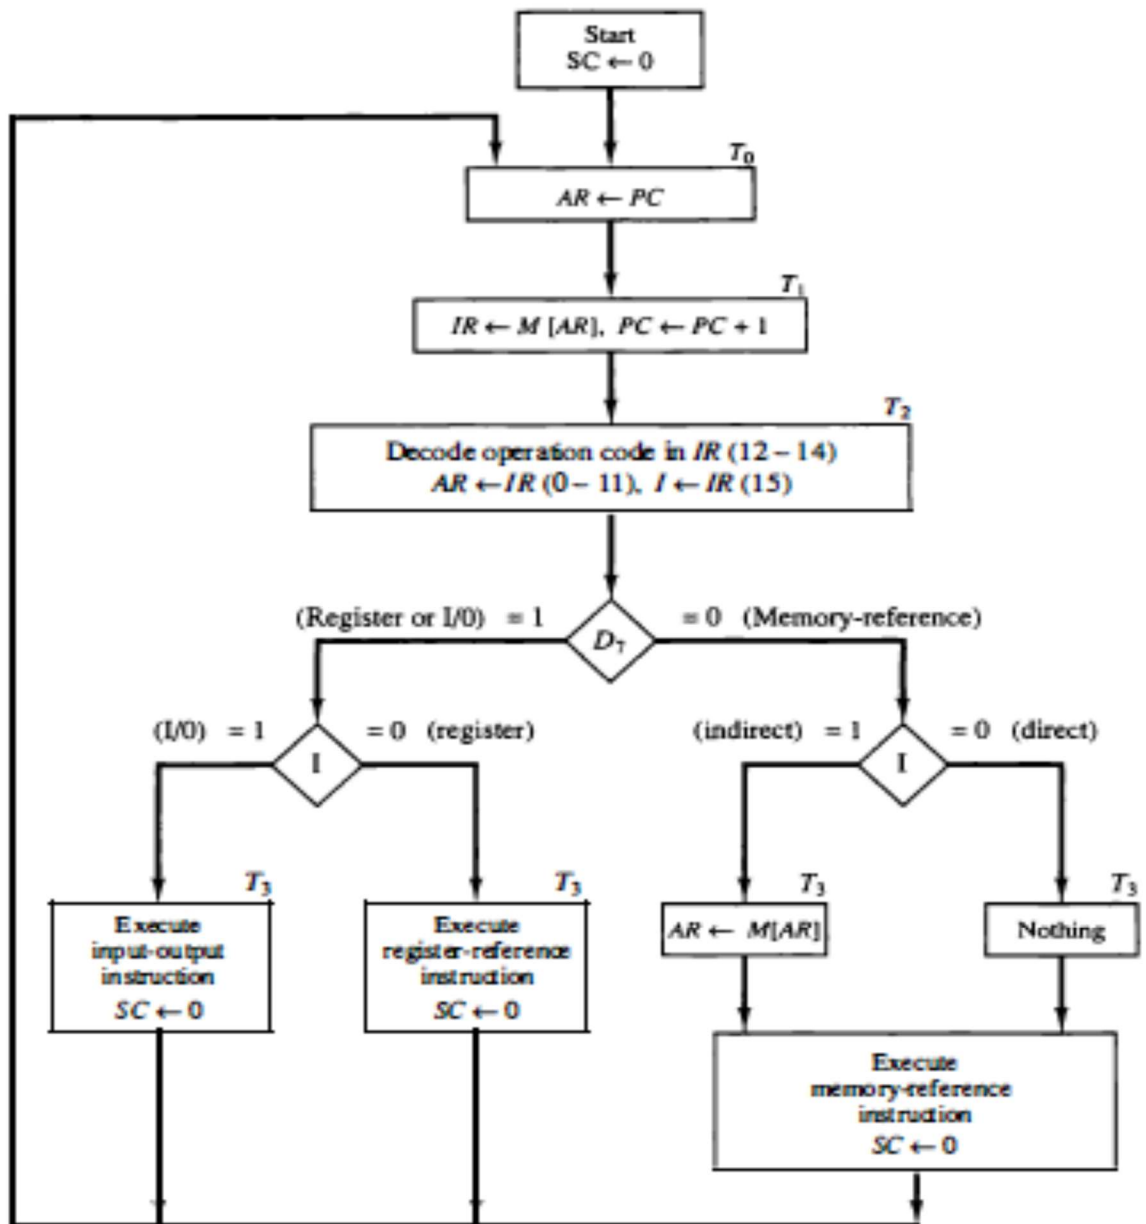 Start
SC ← 0
T₀
AR ← PC
T₁
IR ← M [AR], PC ← PC + 1
T₂
Decode operation code in IR (12 – 14)
AR ← IR (0 – 11), I ← IR (15)
(Register or I/0) = 1
D₇
= 0 (Memory-reference)
(I/0) = 1
I
= 0 (register)
(indirect) = 1
I
= 0 (direct)
T₃
Execute
input-output
instruction
SC ← 0
T₃
Execute
register-reference
instruction
SC ← 0
T₃
AR ← M[AR]
T₃
Nothing
Execute
memory-reference
instruction
SC ← 0